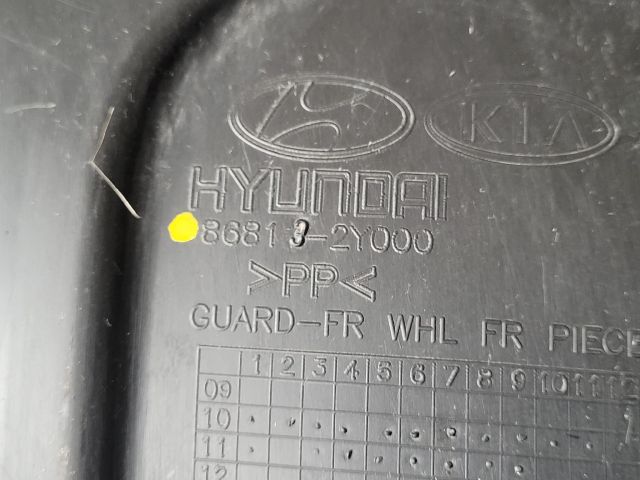 KIA
HYUNDAI
86813-2Y000
>PP<
GUARD-FR WHL FR PIECE
1 2 3 4 5 6 7 8 9 10 11 12
09
10
11
12